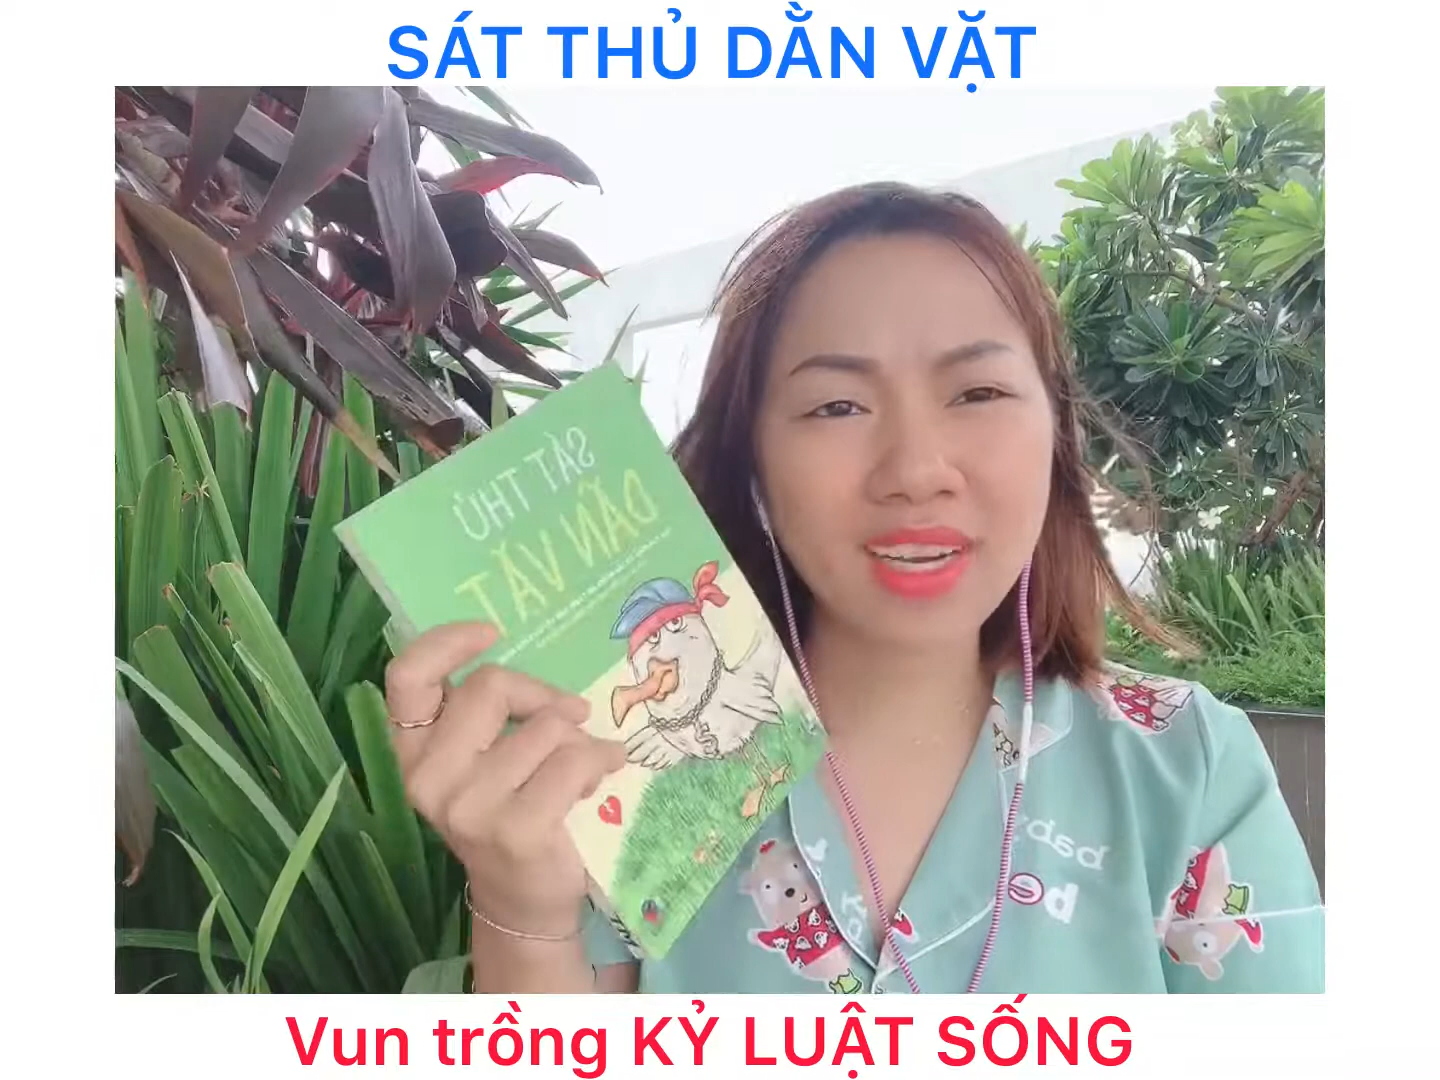 SÁT THỦ DẰN VẶT
SÁT THỦ
DẰN VẶT
Vun trồng KỶ LUẬT SỐNG